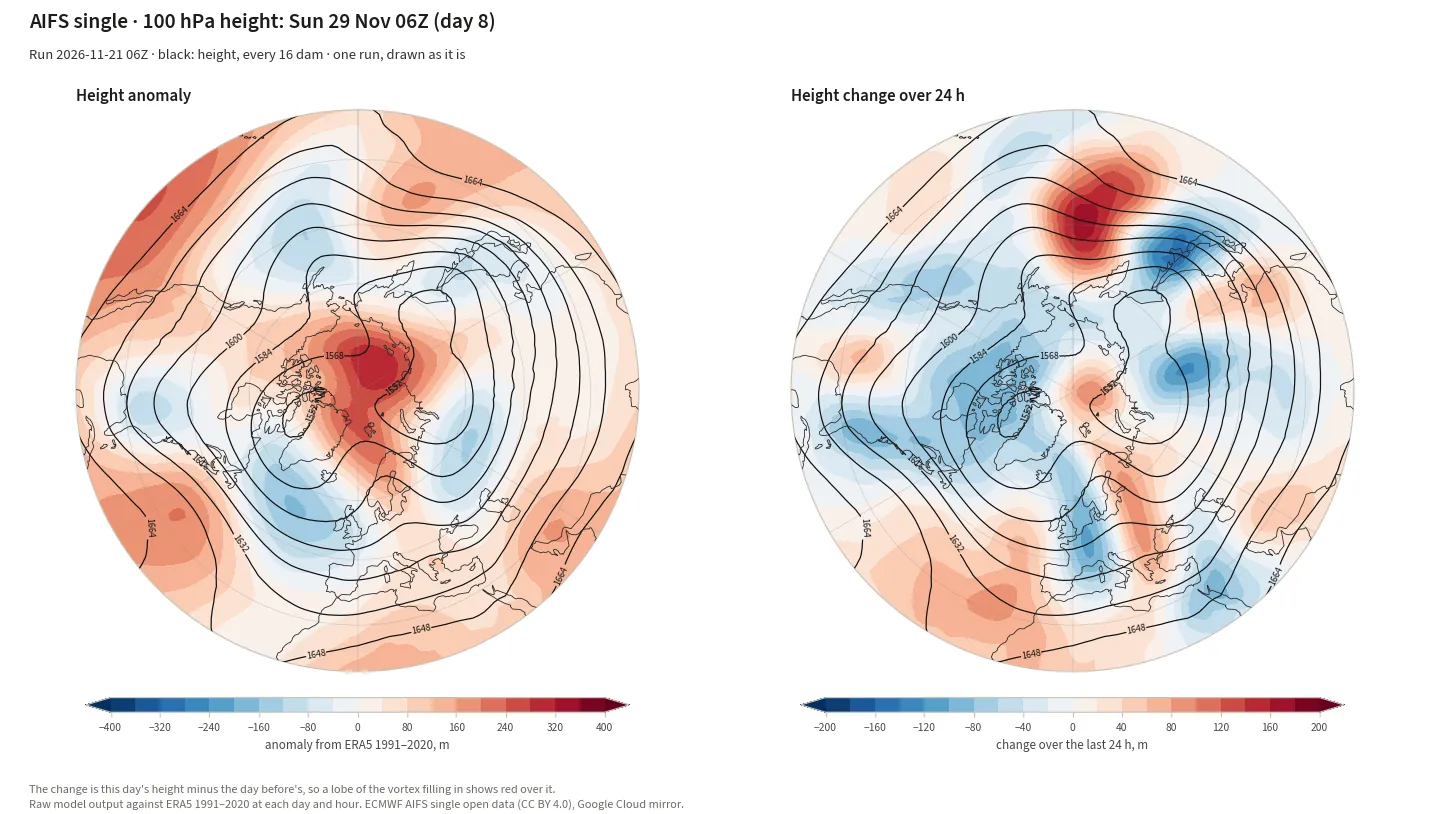 AIFS single · 100 hPa height: Sun 29 Nov 06Z (day 8)
Run 2026-11-21 06Z · black: height, every 16 dam · one run, drawn as it is
Height anomaly
Height change over 24 h
1664
1664
1600
1584
1568
1552
1552
1664
1632
1664
1648
1648
1664
1664
1600
1584
1568
1552
1552
1664
1632
1664
1648
1648
−400 −320 −240 −160 −80 0 80 160 240 320 400
anomaly from ERA5 1991–2020, m
−200 −160 −120 −80 −40 0 40 80 120 160 200
change over the last 24 h, m
The change is this day's height minus the day before's, so a lobe of the vortex filling in shows red over it.
Raw model output against ERA5 1991–2020 at each day and hour. ECMWF AIFS single open data (CC BY 4.0), Google Cloud mirror.